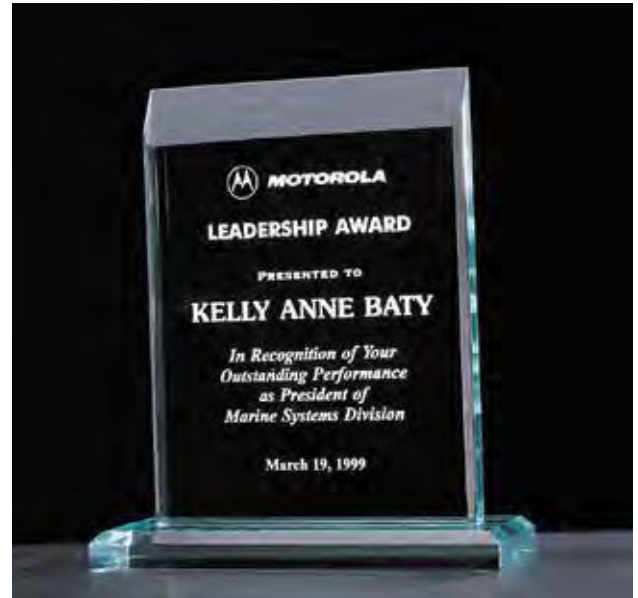 MOTOROLA
LEADERSHIP AWARD
PRESENTED TO
KELLY ANNE BATY
In Recognition of Your
Outstanding Performance
as President of
Marine Systems Division
March 19, 1999